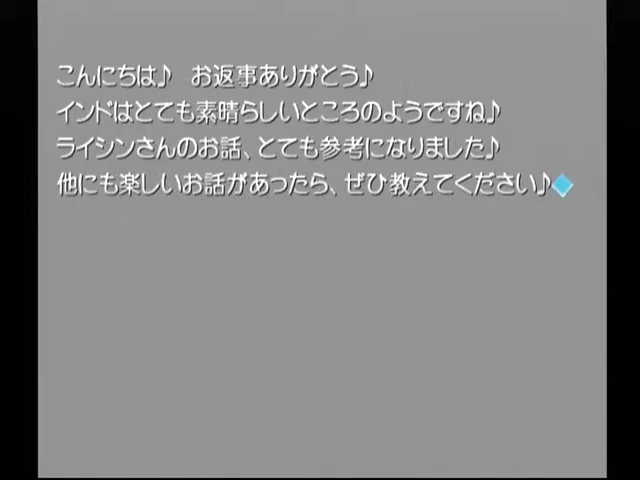 こんにちは♪　お返事ありがとう♪
インドはとても素晴らしいところのようですね♪
ライシンさんのお話、とても参考になりました♪
他にも楽しいお話があったら、ぜひ教えてください♪